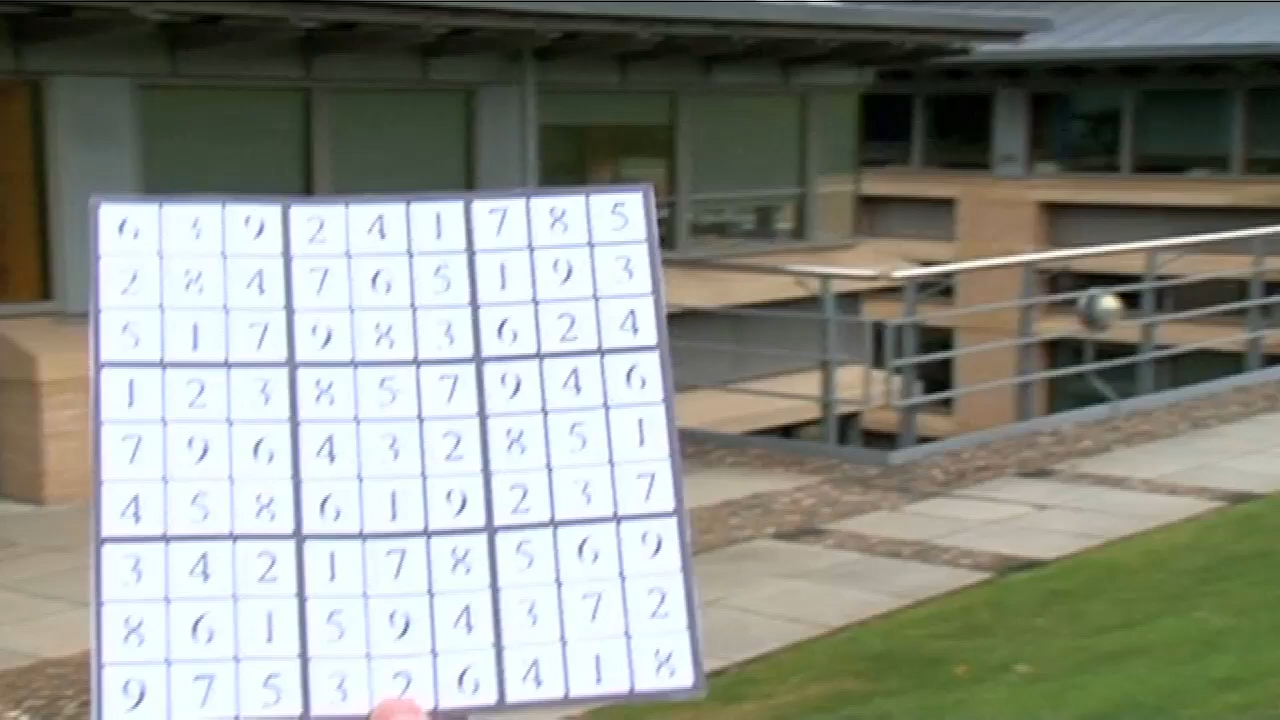 6 3 9 2 4 1 7 8 5
2 8 4 7 6 5 1 9 3
5 1 7 9 8 3 6 2 4
1 2 3 8 5 7 9 4 6
7 9 6 4 3 2 8 5 1
4 5 8 6 1 9 2 3 7
3 4 2 1 7 8 5 6 9
8 6 1 5 9 4 3 7 2
9 7 5 3 2 6 4 1 8